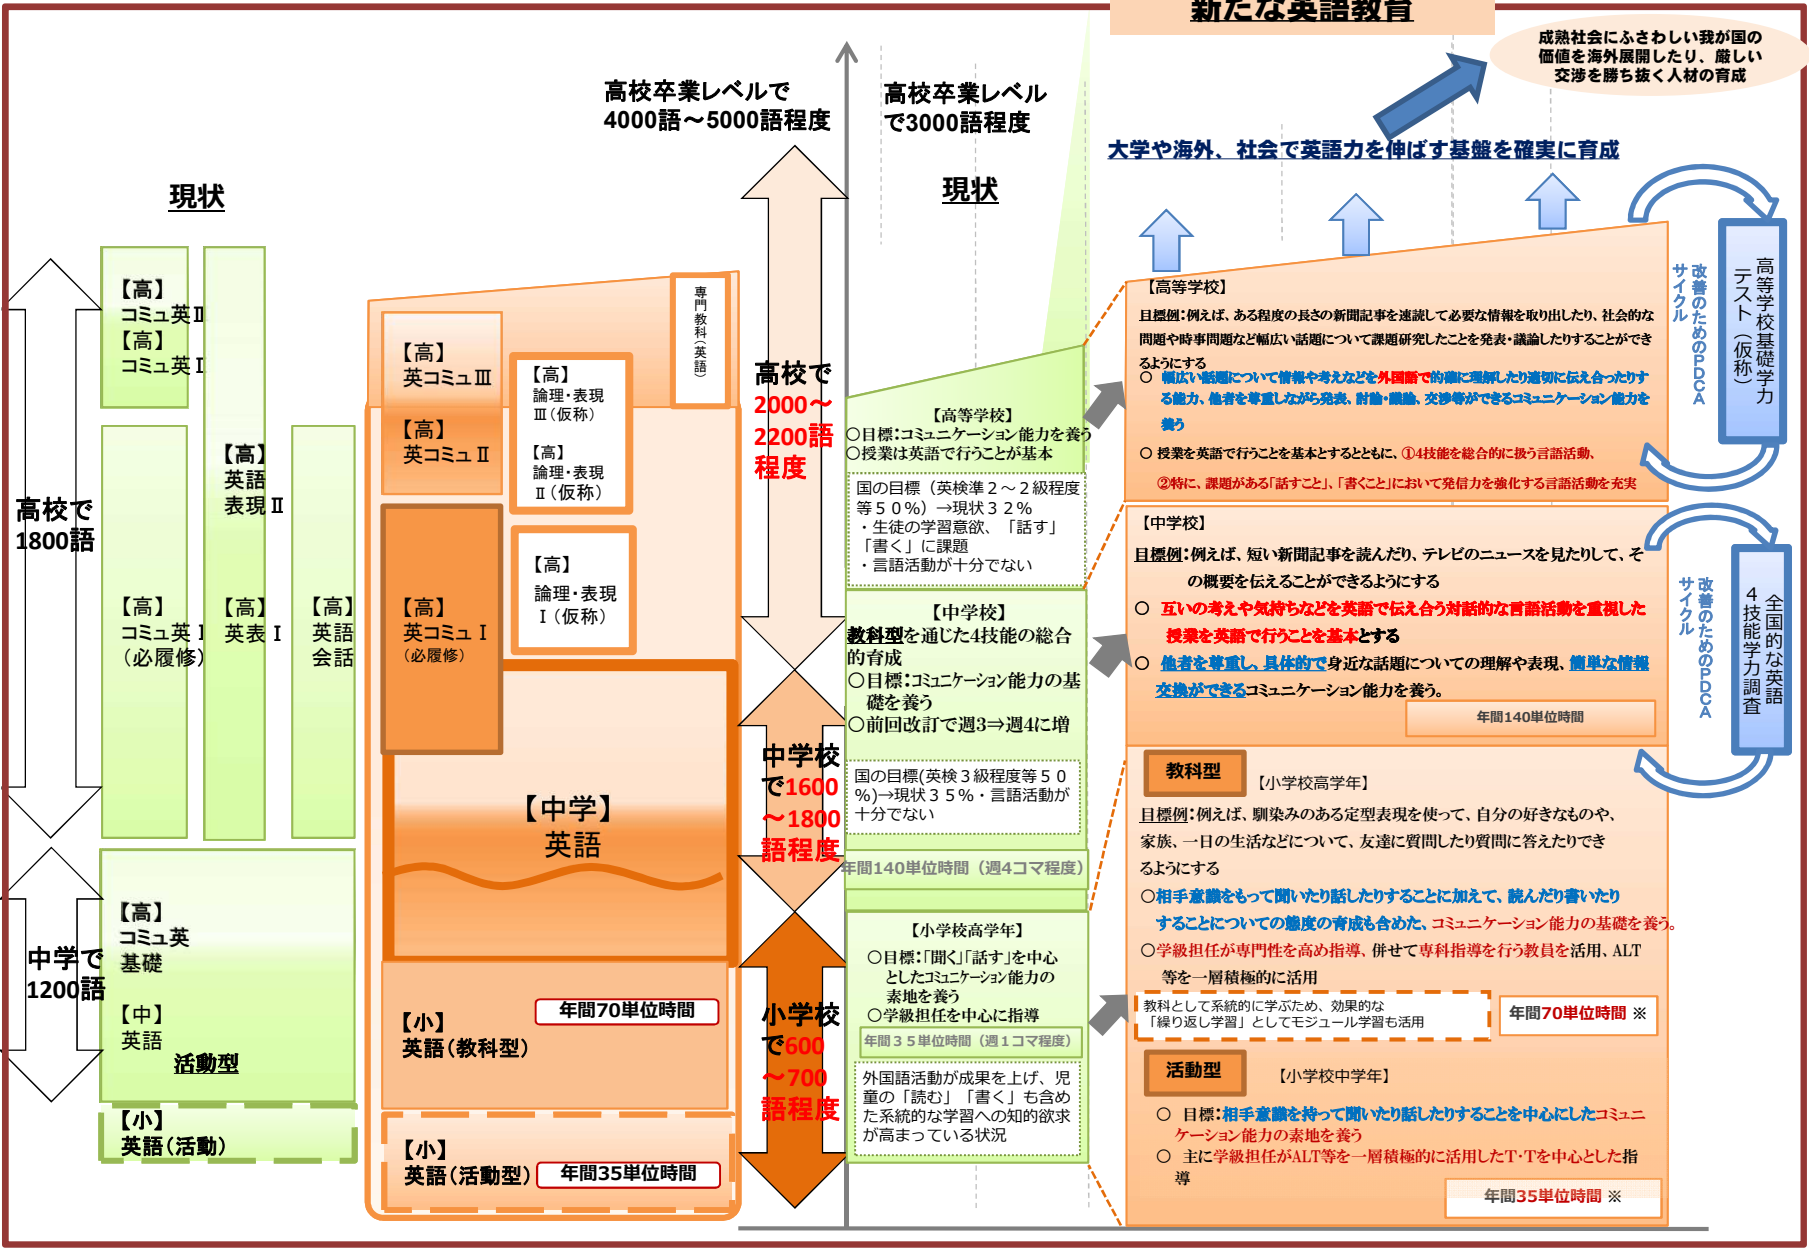 新たな英語教育
成熟社会にふさわしい我が国の
価値を海外展開したり、厳しい
交渉を勝ち抜く人材の育成
高校卒業レベルで
4000語～5000語程度
高校卒業レベル
で3000語程度
大学や海外、社会で英語力を伸ばす基盤を確実に育成
現状
高校で
1800語
中学で
1200語
【高】
コミュ英Ⅱ
【高】
コミュ英Ⅰ
【高】
英語
表現Ⅱ
【高】
コミュ英Ⅰ
（必履修）
【高】
英表Ⅰ
【高】
英語
会話
【高】
コミュ英
基礎
【中】
英語
活動型
【小】
英語（活動）
専門教科（英語）
【高】
英コミュⅢ
【高】
英コミュⅡ
【高】
論理・表現
Ⅲ（仮称）
【高】
論理・表現
Ⅱ（仮称）
【高】
英コミュⅠ
（必履修）
【高】
論理・表現
Ⅰ（仮称）
【中学】
英語
年間70単位時間
【小】
英語（教科型）
【小】
英語（活動型）
年間35単位時間
高校で
2000～
2200語
程度
中学校
で1600
～1800
語程度
小学校
で600
～700
語程度
現状
【高等学校】
○目標：コミュニケーション能力を養う
○授業は英語で行うことが基本
国の目標（英検準２～２級程度
等５０％）→現状３２％
・生徒の学習意欲、「話す」
「書く」に課題
・言語活動が十分でない
【中学校】
教科型を通じた4技能の総合
的育成
○目標：コミュニケーション能力の基
礎を養う
○前回改訂で週3⇒週4に増
国の目標(英検３級程度等５０
%)→現状３５%・言語活動が
十分でない
年間140単位時間（週4コマ程度）
【小学校高学年】
○目標：「聞く」「話す」を中心
としたコミュニケーション能力の
素地を養う
○学級担任を中心に指導
年間３５単位時間（週１コマ程度）
外国語活動が成果を上げ、児
童の「読む」「書く」も含め
た系統的な学習への知的欲求
が高まっている状況
【高等学校】
目標例：例えば、ある程度の長さの新聞記事を速読して必要な情報を取り出したり、社会的な
問題や時事問題など幅広い話題について課題研究したことを発表・議論したりすることができ
るようにする
○ 幅広い話題について情報や考えなどを外国語で的確に理解したり適切に伝え合ったりす
る能力、他者を尊重しながら発表、討論・議論、交渉等ができるコミュニケーション能力を
養う
○ 授業を英語で行うことを基本とするとともに、①4技能を総合的に扱う言語活動、
②特に、課題がある「話すこと」、「書くこと」において発信力を強化する言語活動を充実
【中学校】
目標例：例えば、短い新聞記事を読んだり、テレビのニュースを見たりして、そ
の概要を伝えることができるようにする
○ 互いの考えや気持ちなどを英語で伝え合う対話的な言語活動を重視した
授業を英語で行うことを基本とする
○ 他者を尊重し、具体的で身近な話題についての理解や表現、簡単な情報
交換ができるコミュニケーション能力を養う。
年間140単位時間
教科型
【小学校高学年】
目標例：例えば、馴染みのある定型表現を使って、自分の好きなものや、
家族、一日の生活などについて、友達に質問したり質問に答えたりでき
るようにする
○相手意識をもって聞いたり話したりすることに加えて、読んだり書いたり
することについての態度の育成も含めた、コミュニケーション能力の基礎を養う。
○学級担任が専門性を高め指導、併せて専科指導を行う教員を活用、ALT
等を一層積極的に活用
教科として系統的に学ぶため、効果的な
「繰り返し学習」としてモジュール学習も活用
年間70単位時間 ※
活動型
【小学校中学年】
○ 目標：相手意識を持って聞いたり話したりすることを中心にしたコミュニ
ケーション能力の素地を養う
○ 主に学級担任がALT等を一層積極的に活用したT・Tを中心とした指
導
年間35単位時間 ※
改善のためのPDCA
サイクル
高等学校基礎学力
テスト（仮称）
改善のためのPDCA
サイクル
全国的な英語
４技能学力調査